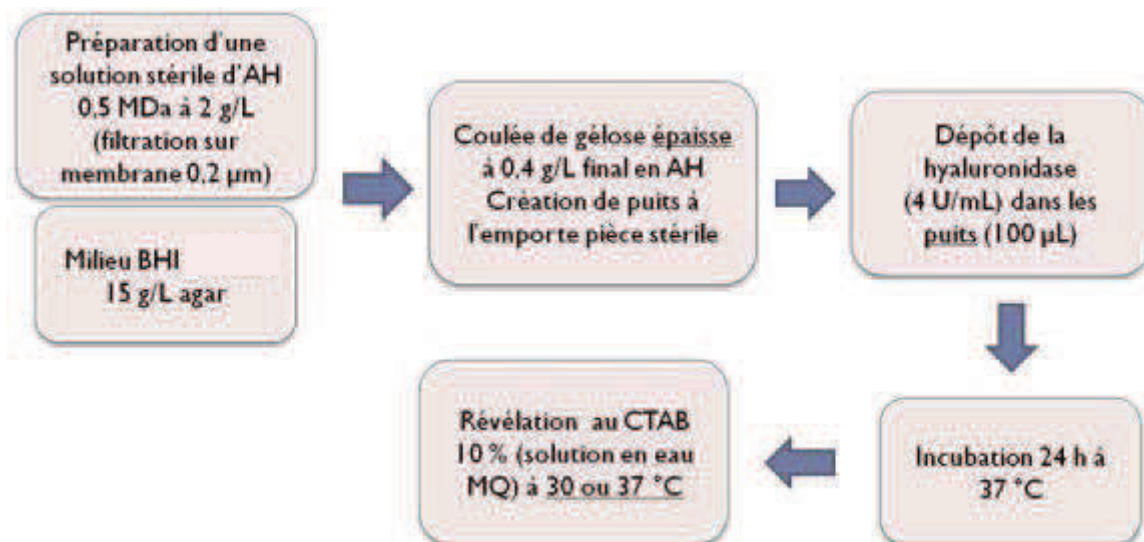 Préparation d'une
solution stérile d'AH
0,5 MDa à 2 g/L
(filtration sur
membrane 0,2 µm)
Milieu BHI
15 g/L agar
Coulée de gélose épaisse
à 0,4 g/L final en AH
Création de puits à
l'emporte pièce stérile
Dépôt de la
hyaluronidase
(4 U/mL) dans les
puits (100 µL)
Incubation 24 h à
37 °C
Révélation au CTAB
10 % (solution en eau
MQ) à 30 ou 37 °C